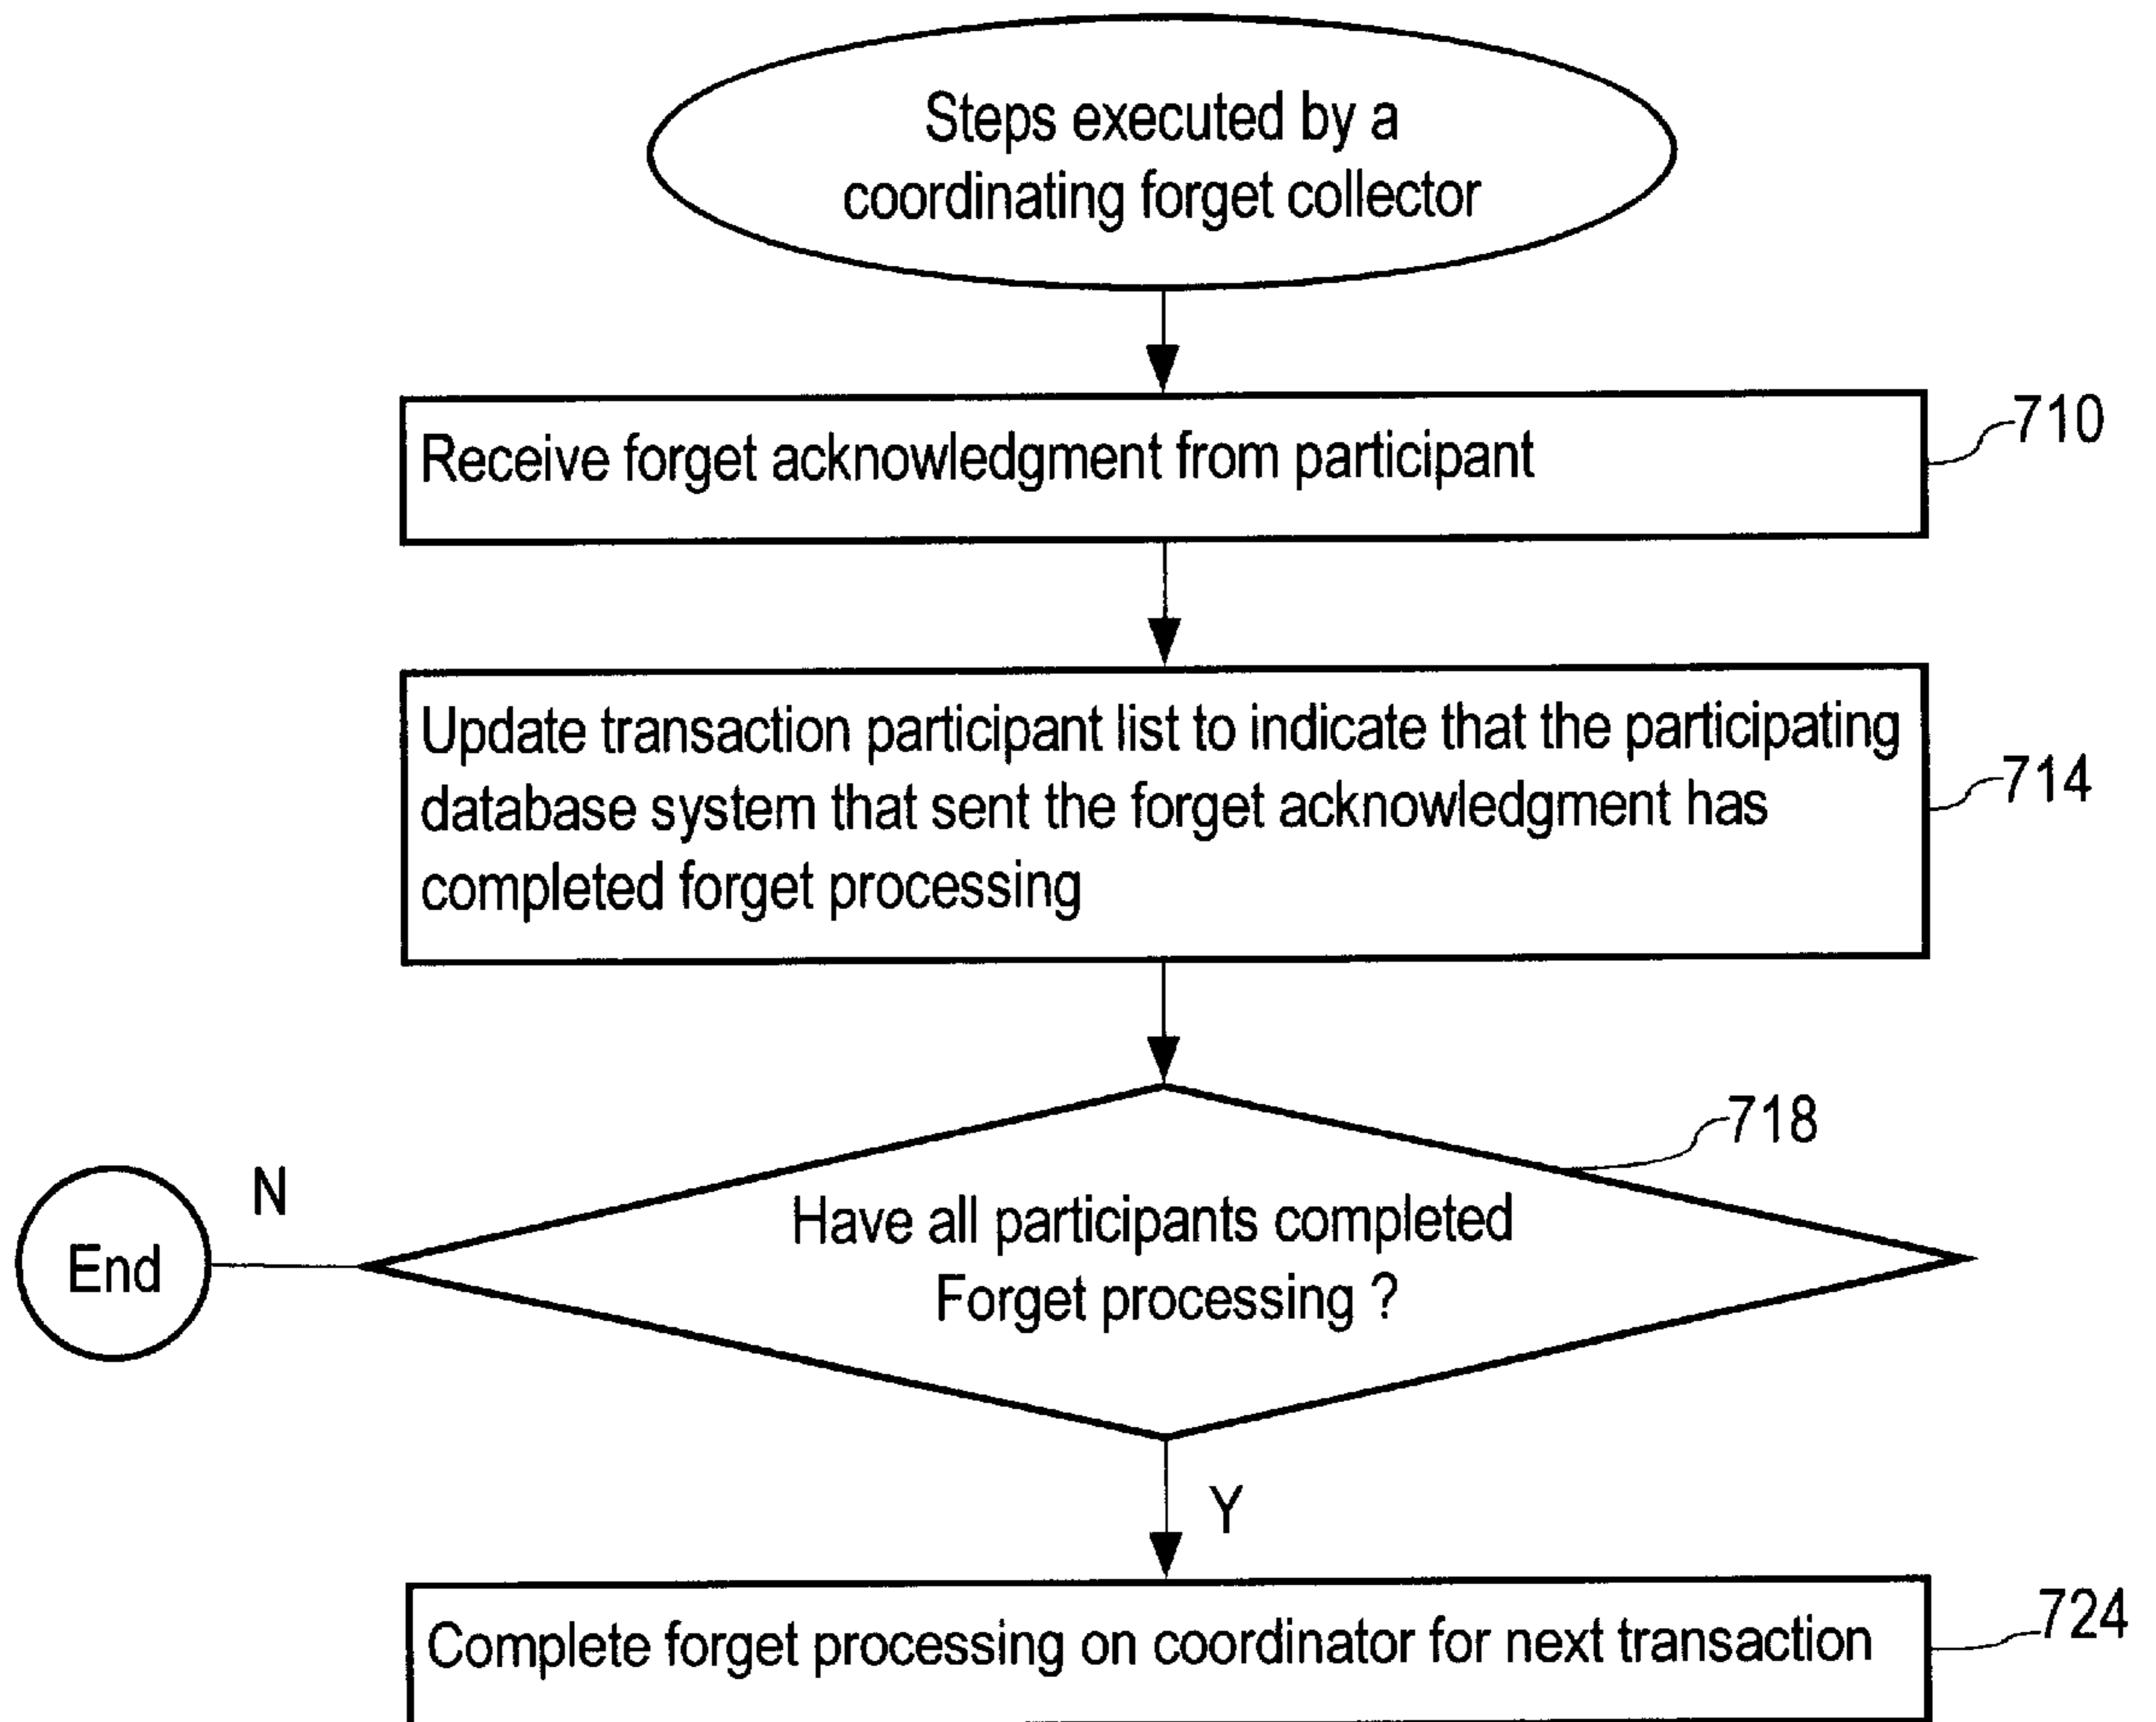 Steps executed by a
coordinating forget collector
Receive forget acknowledgment from participant
710
Update transaction participant list to indicate that the participating
database system that sent the forget acknowledgment has
completed forget processing
714
718
N
Have all participants completed
Forget processing ?
End
Y
Complete forget processing on coordinator for next transaction
724